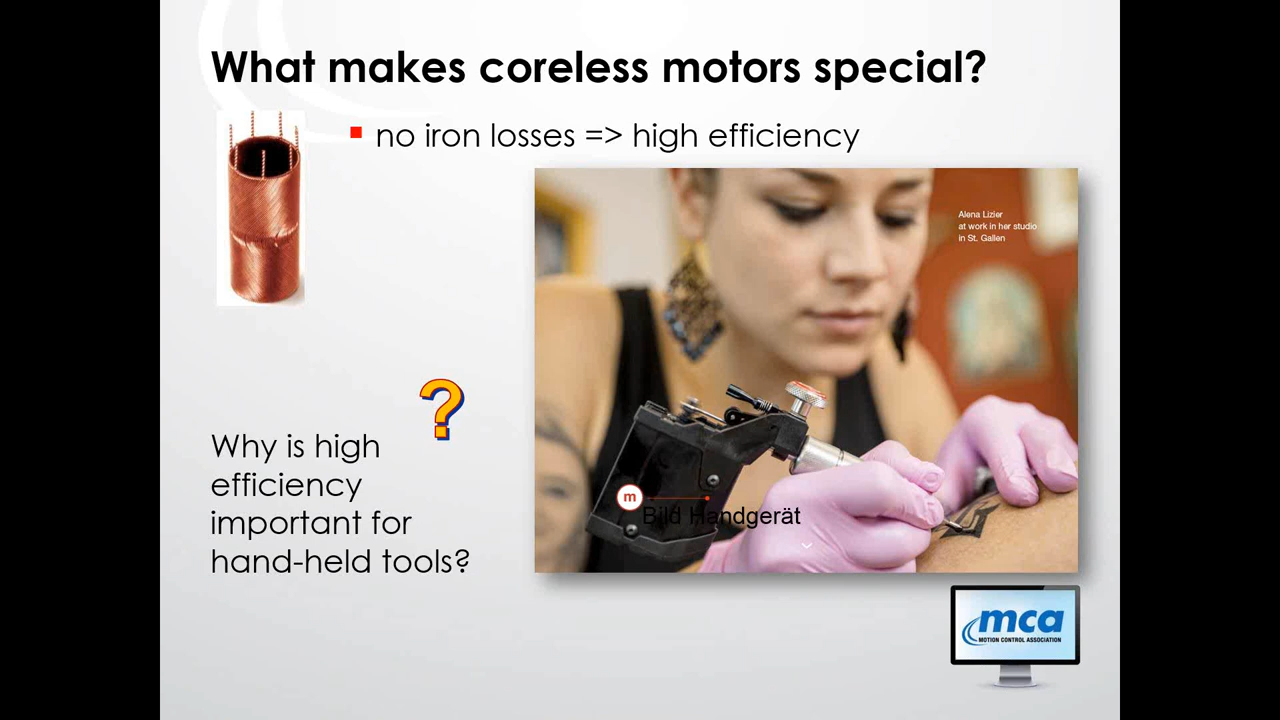 What makes coreless motors special?
no iron losses => high efficiency
Alena Lizier
at work in her studio
in St. Gallen
?
Why is high
efficiency
important for
hand-held tools?
m
Bild Handgerät
mca
MOTION CONTROL ASSOCIATION